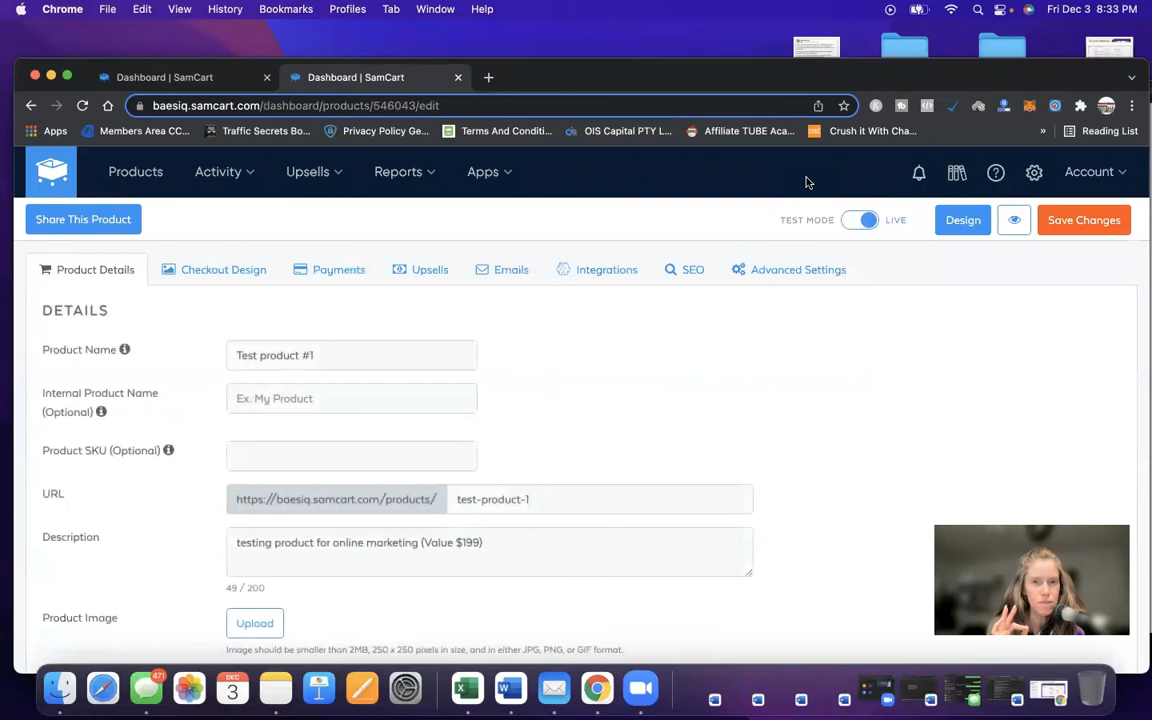 Chrome File Edit View History Bookmarks Profiles Tab Window Help Fri Dec 3 8:33 PM
Dashboard | SamCart Dashboard | SamCart
baesiq.samcart.com/dashboard/products/546043/edit
Apps Members Area CC... Traffic Secrets Bo... Privacy Policy Ge... Terms And Conditi... OIS Capital PTY L... Affiliate TUBE Aca... Crush it With Cha... » Reading List
Products Activity Upsells Reports Apps Account
Share This Product TEST MODE LIVE Design Save Changes
Product Details Checkout Design Payments Upsells Emails Integrations SEO Advanced Settings
DETAILS
Product Name Test product #1
Internal Product Name
(Optional) Ex. My Product
Product SKU (Optional)
URL https://baesiq.samcart.com/products/ test-product-1
Description testing product for online marketing (Value $199)
49 / 200
Product Image Upload
Image should be smaller than 2MB, 250 x 250 pixels in size, and in either JPG, PNG, or GIF format.
471
DEC
3